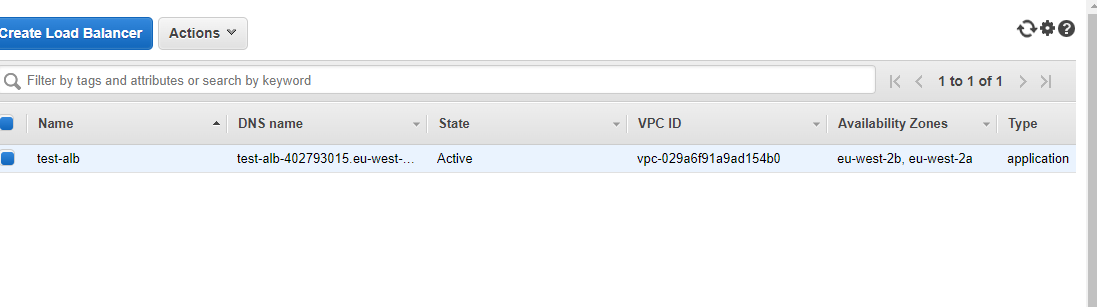 Create Load Balancer Actions
Filter by tags and attributes or search by keyword 1 to 1 of 1
Name DNS name State VPC ID Availability Zones Type
test-alb test-alb-402793015.eu-west-... Active vpc-029a6f91a9ad154b0 eu-west-2b, eu-west-2a application